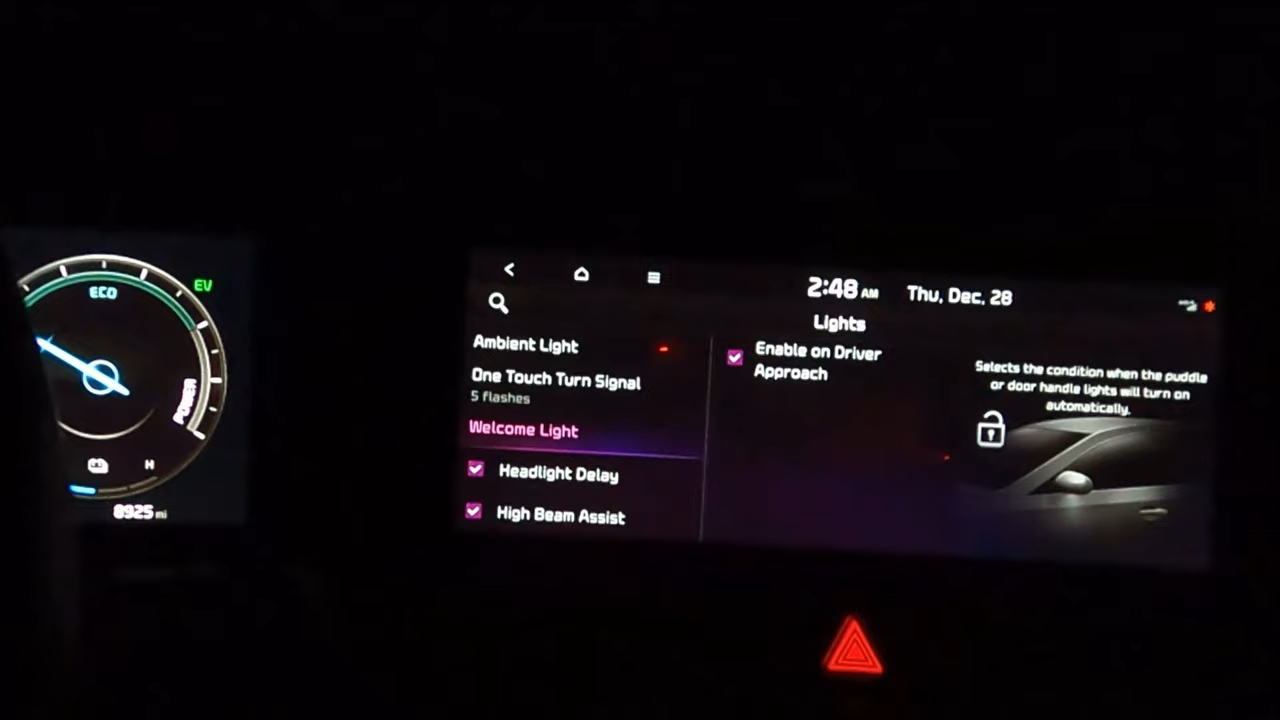 ECO
EV
POWER
H
8925 mi
2:48 AM
Thu, Dec. 28
Lights
Ambient Light
One Touch Turn Signal
5 flashes
Welcome Light
Headlight Delay
High Beam Assist
Enable on Driver
Approach
Selects the condition when the puddle
or door handle lights will turn on
automatically.